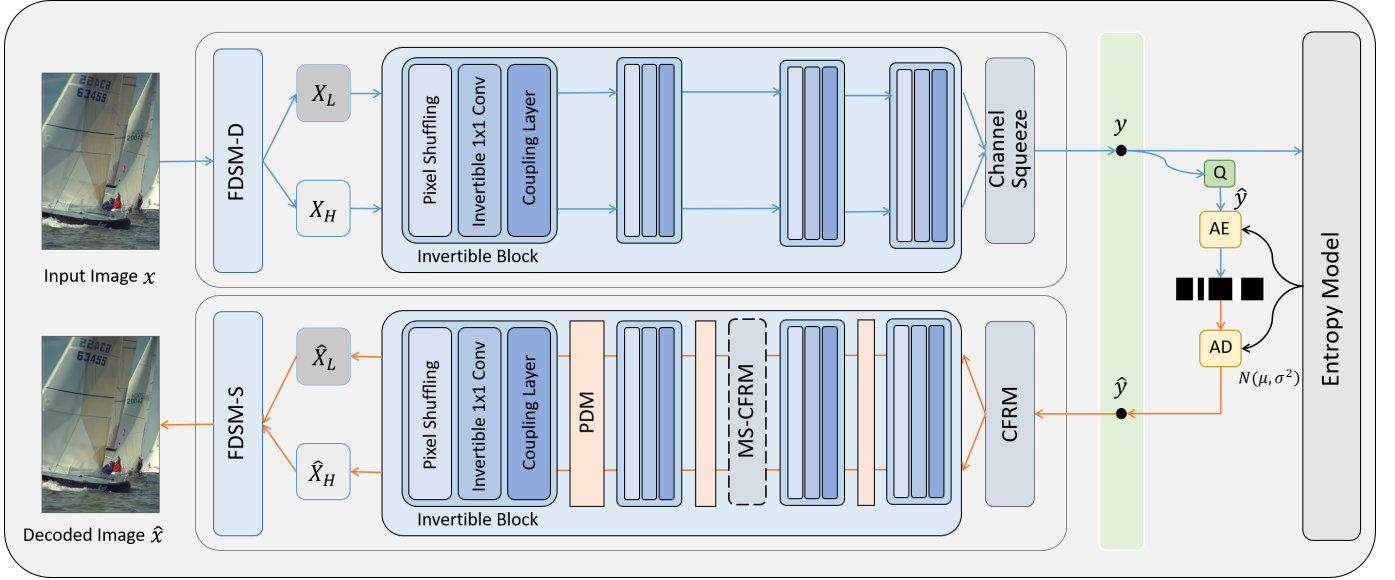 Input Image x
FDSM-D
X_L
X_H
Pixel Shuffling
Invertible 1x1 Conv
Coupling Layer
Invertible Block
Channel
Squeeze
y
Q
ŷ
AE
AD
N(μ, σ²)
Entropy Model
63455
Decoded Image x̂
FDSM-S
X̂_L
X̂_H
Pixel Shuffling
Invertible 1x1 Conv
Coupling Layer
Invertible Block
PDM
MS-CFRM
CFRM
ŷ
63455